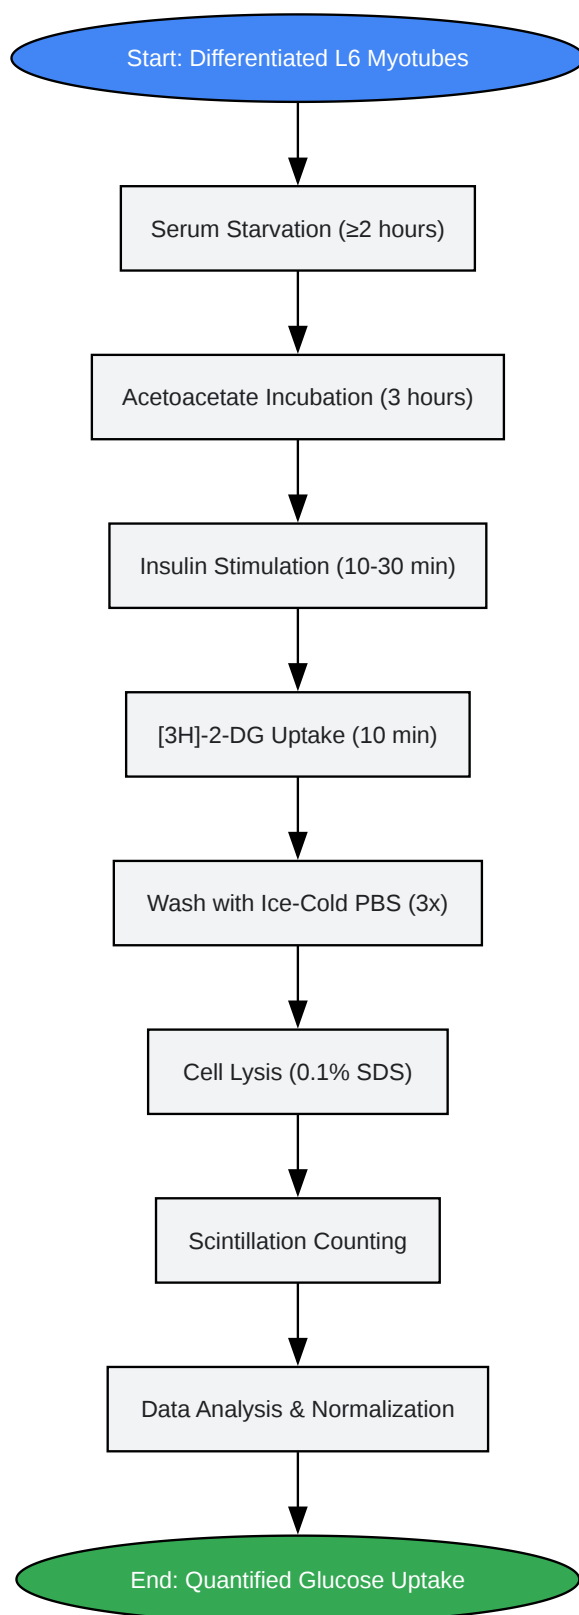 Start: Differentiated L6 Myotubes
Serum Starvation (≥2 hours)
Acetoacetate Incubation (3 hours)
Insulin Stimulation (10-30 min)
[3H]-2-DG Uptake (10 min)
Wash with Ice-Cold PBS (3x)
Cell Lysis (0.1% SDS)
Scintillation Counting
Data Analysis & Normalization
End: Quantified Glucose Uptake